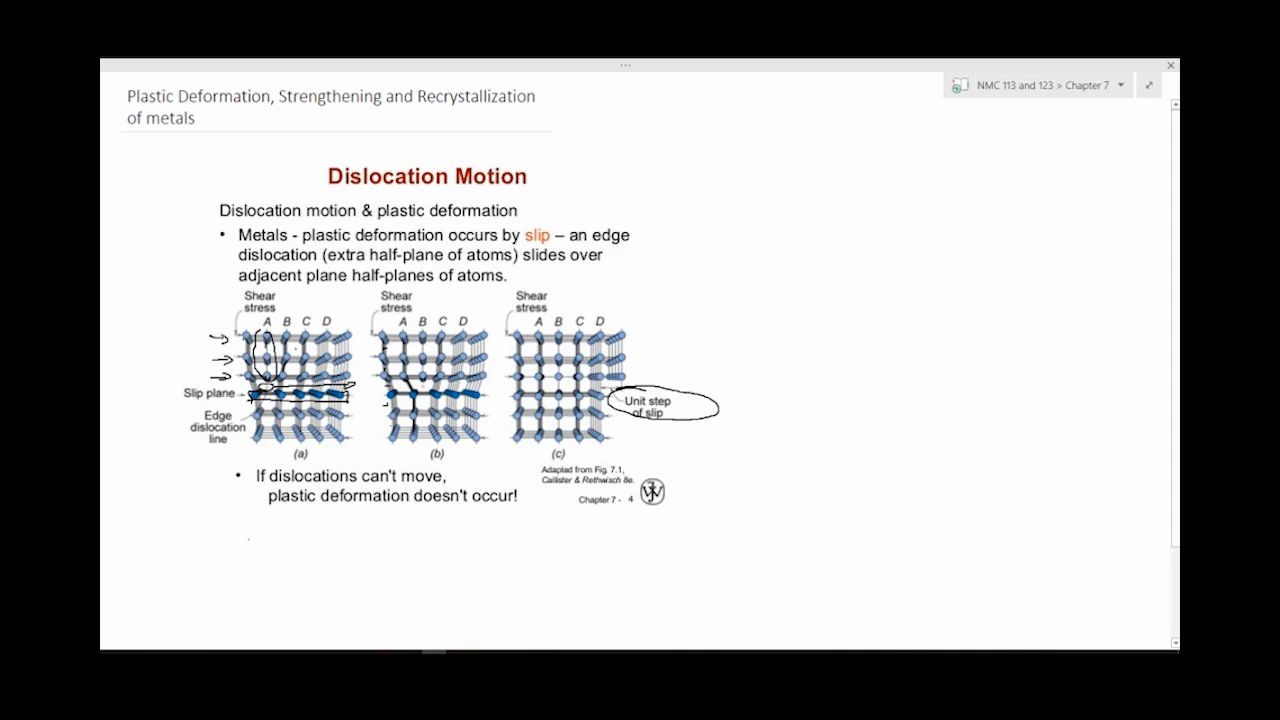 NMC 113 and 123 > Chapter 7
Plastic Deformation, Strengthening and Recrystallization
of metals
Dislocation Motion
Dislocation motion & plastic deformation
• Metals - plastic deformation occurs by slip – an edge
dislocation (extra half-plane of atoms) slides over
adjacent plane half-planes of atoms.
Shear
stress
A B C D
Slip plane
Edge
dislocation
line
(a)
Shear
stress
A B C D
(b)
Shear
stress
A B C D
Unit step
of slip
(c)
• If dislocations can't move,
plastic deformation doesn't occur!
Adapted from Fig. 7.1,
Callister & Rethwisch 8e.
Chapter 7 - 4